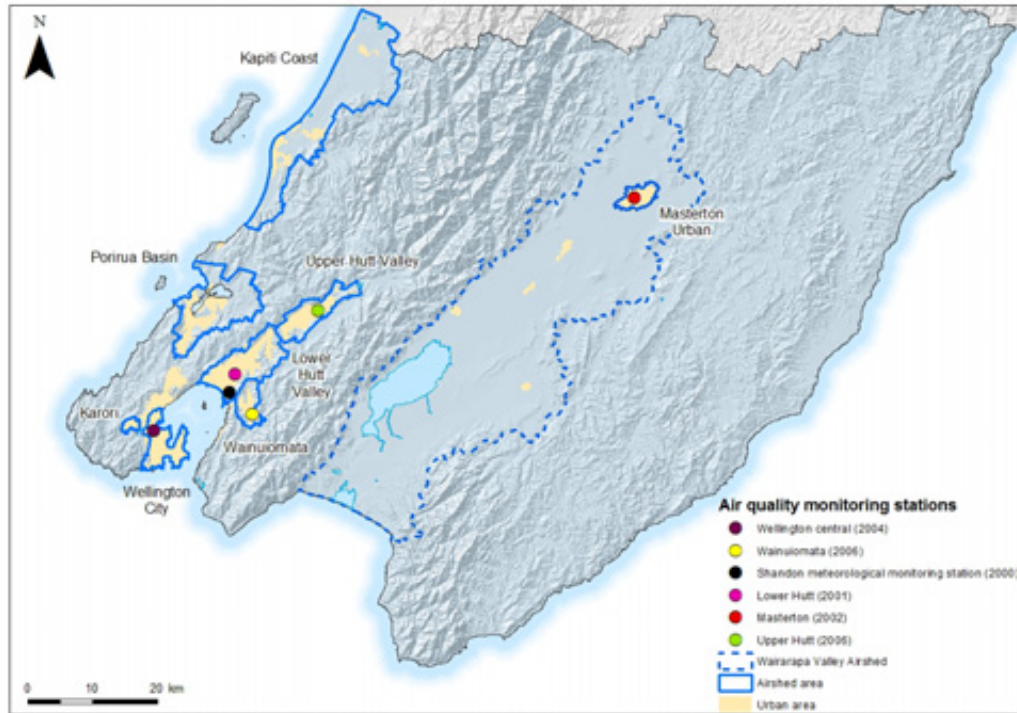 N
Kapiti Coast
Porirua Basin
Upper Hutt Valley
Masterton
Urban
Lower
Hutt
Valley
Karori
Wainuiomata
Wellington
City
Air quality monitoring stations
Wellington central (2004)
Wainuiomata (2006)
Shandon meteorological monitoring station (2000)
Lower Hutt (2001)
Masterton (2002)
Upper Hutt (2006)
Wairarapa Valley Airshed
Airshed area
Urban area
0 10 20 km